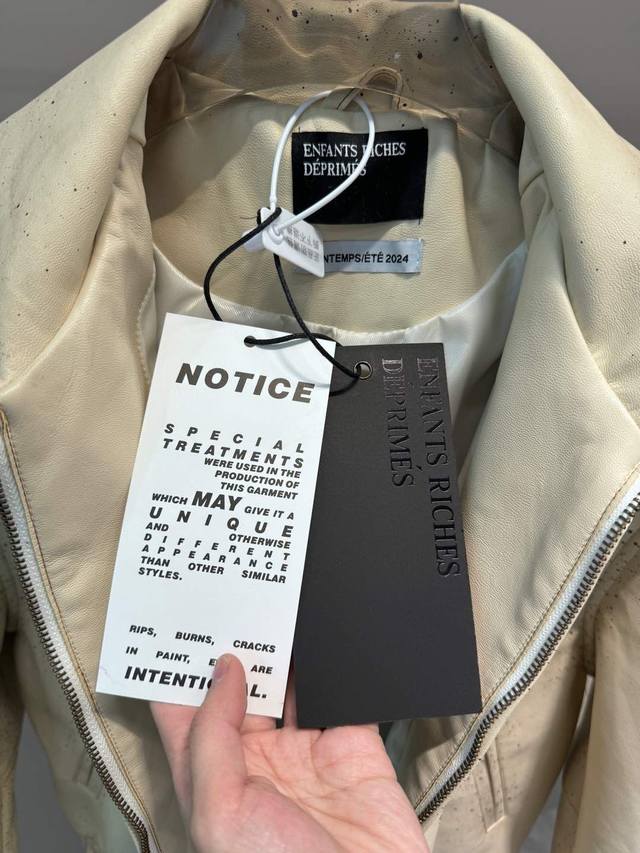 ENFANTS RICHES
DÉPRIMÉS
NTEMPS/ÉTÉ 2024
NOTICE
SPECIAL
TREATMENTS
WERE USED IN THE
PRODUCTION OF
THIS GARMENT
WHICH MAY GIVE IT A
UNIQUE
AND OTHERWISE
DIFFERENT
APPEARANCE
THAN OTHER SIMILAR
STYLES.
RIPS, BURNS, CRACKS
IN PAINT, ARE
INTENTIONAL.
ENFANTS RICHES
DÉPRIMÉS